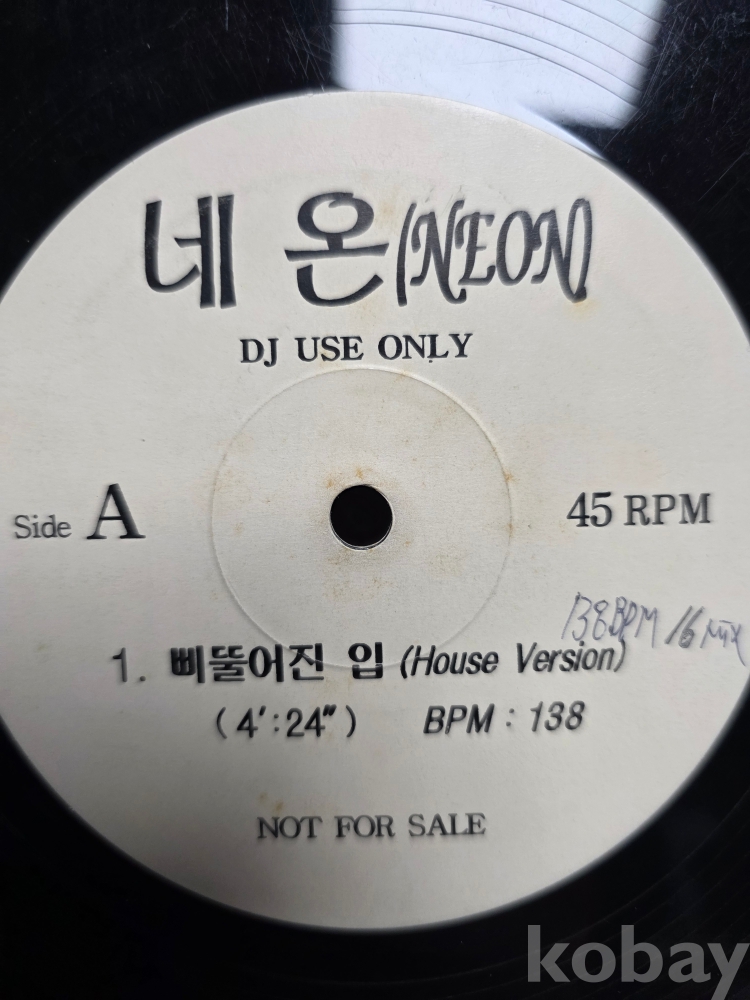 네 온(NEON)
DJ USE ONLY
Side A
45 RPM
138BPM 16 Mix
1. 삐뚤어진 입 (House Version)
(4':24") BPM : 138
NOT FOR SALE
kobay